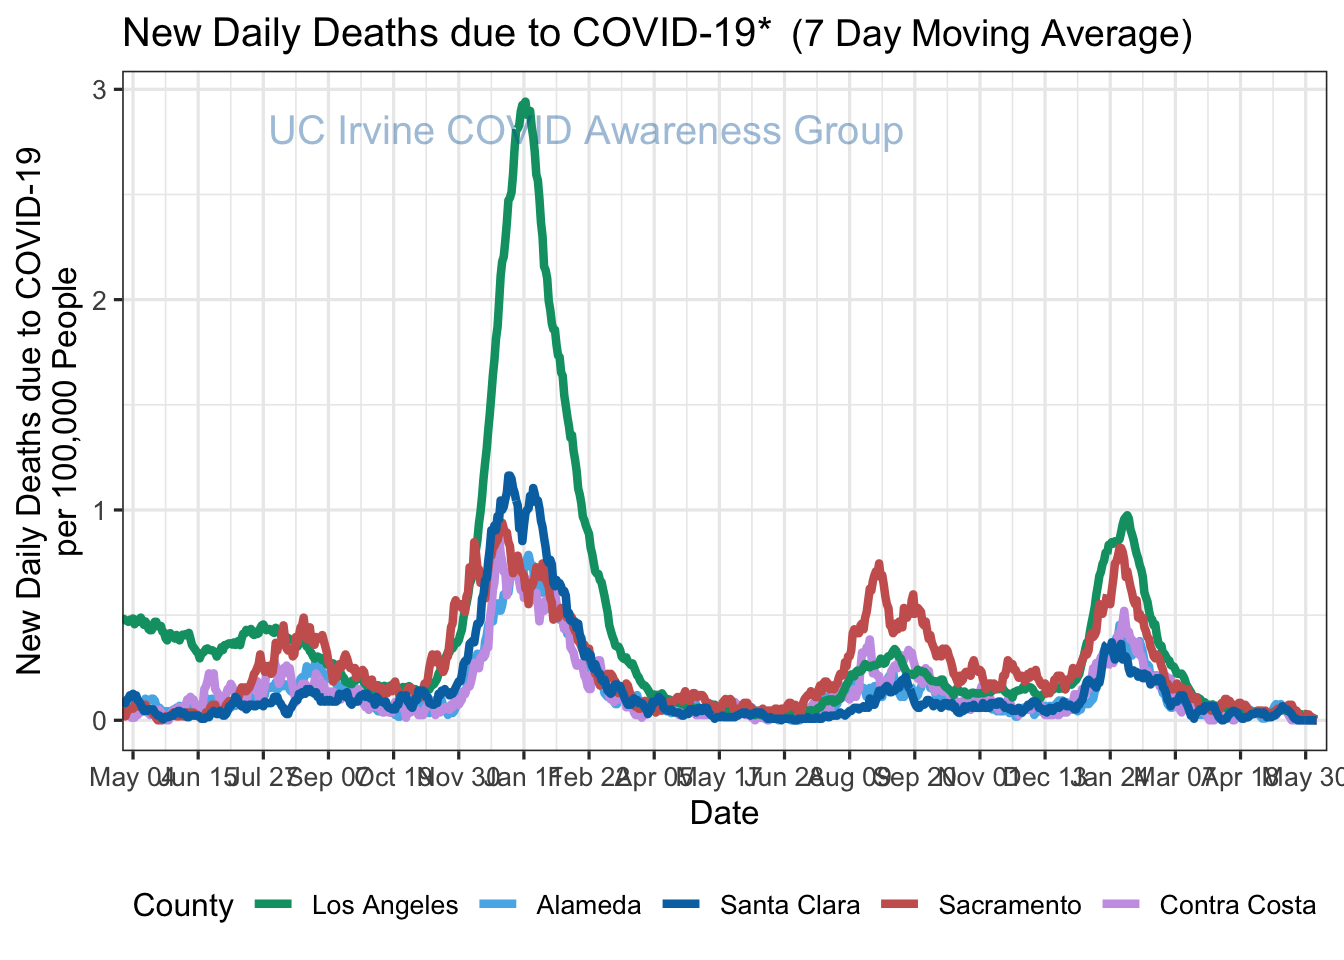 New Daily Deaths due to COVID-19* (7 Day Moving Average)
UC Irvine COVID Awareness Group
New Daily Deaths due to COVID-19
per 100,000 People
3
2
1
0
May 04 Jun 15 Jul 27 Sep 07 Oct 19 Nov 30 Jan 11 Feb 22 Apr 05 May 17 Jun 28 Aug 09 Sep 20 Nov 01 Dec 13 Jan 24 Mar 07 Apr 18 May 30
Date
County Los Angeles Alameda Santa Clara Sacramento Contra Costa